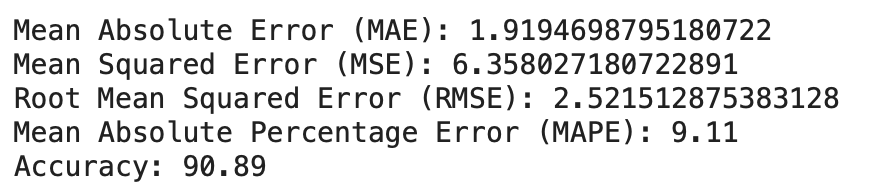 Mean Absolute Error (MAE): 1.9194698795180722
Mean Squared Error (MSE): 6.358027180722891
Root Mean Squared Error (RMSE): 2.521512875383128
Mean Absolute Percentage Error (MAPE): 9.11
Accuracy: 90.89